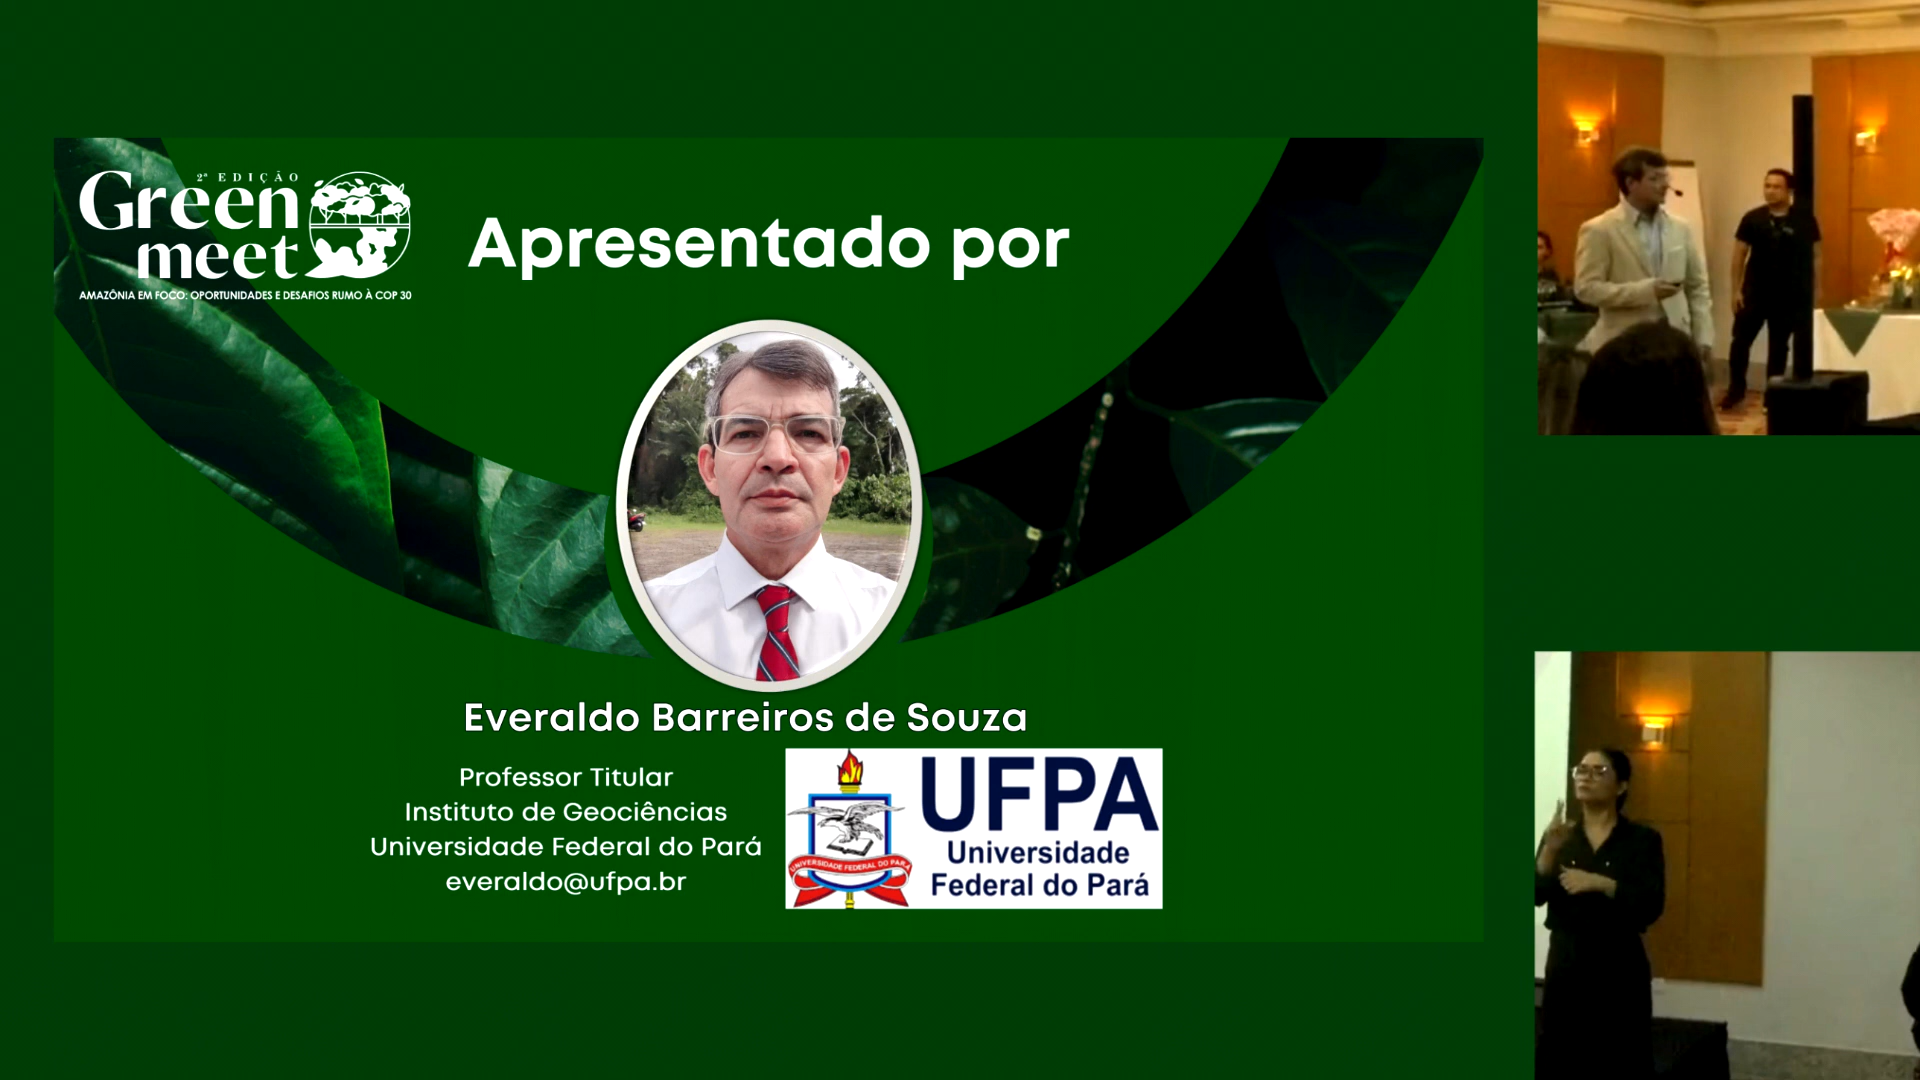 2ª EDIÇÃO
Green
meet
AMAZÔNIA EM FOCO: OPORTUNIDADES E DESAFIOS RUMO À COP 30
Apresentado por
Everaldo Barreiros de Souza
Professor Titular
Instituto de Geociências
Universidade Federal do Pará
everaldo@ufpa.br
UNIVERSIDADE FEDERAL DO PARÁ
UFPA
Universidade
Federal do Pará